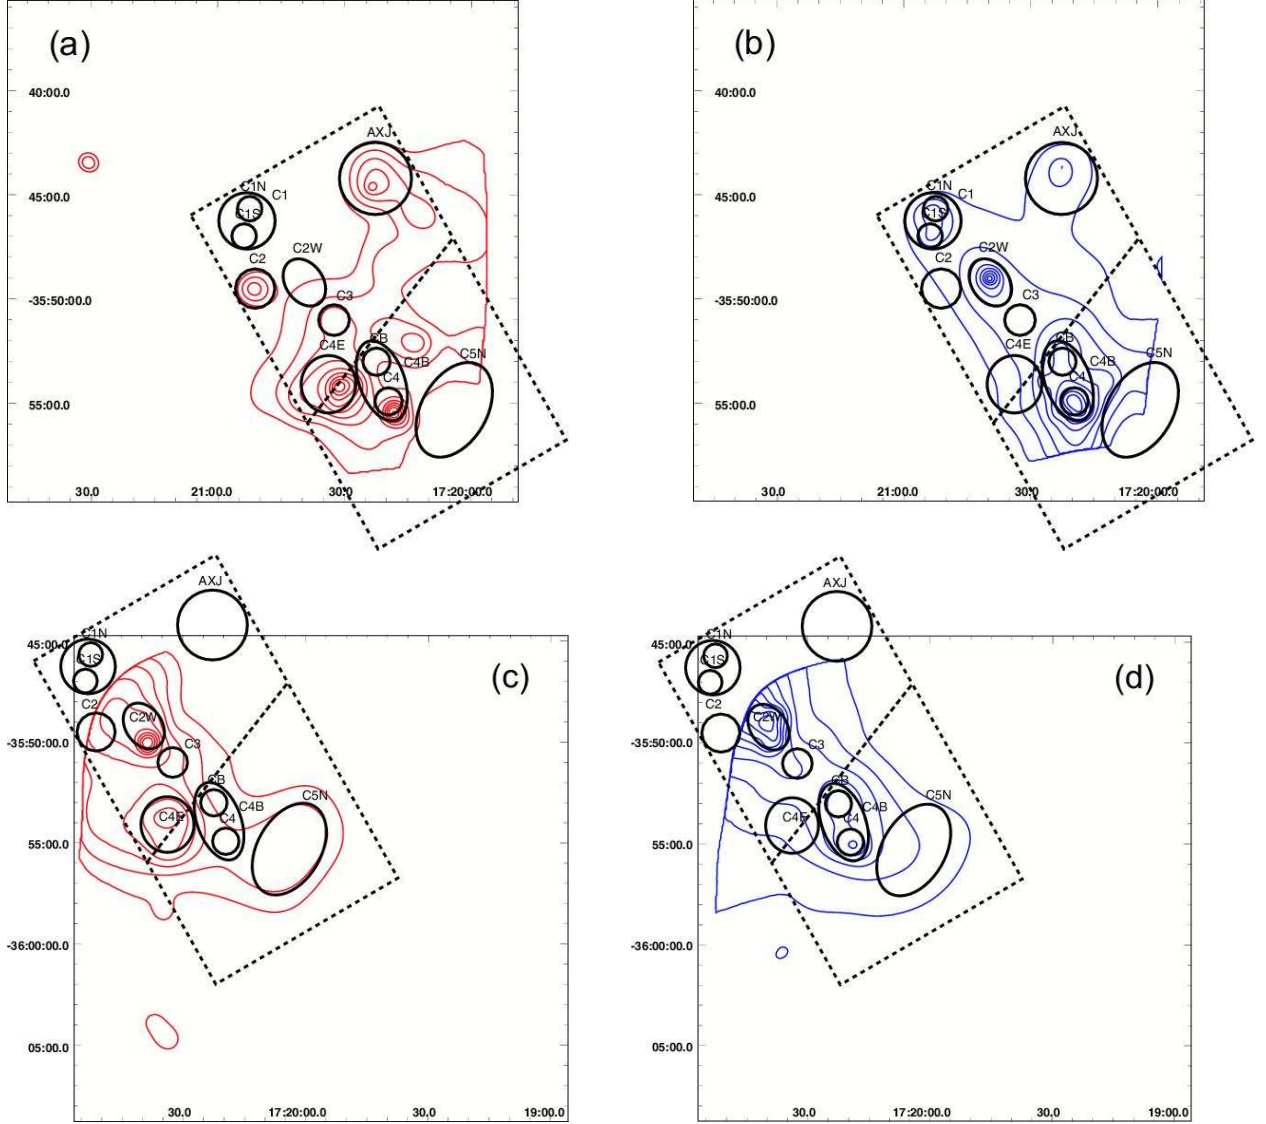 (a)
40:00.0
AXJ
C1N
C1
45:00.0
C1S
C2W
C2
-35:50:00.0
C3
C4E
CB
C4B
C5N
C4
55:00.0
30.0
21:00.0
30.0
17:20:00.0
(b)
40:00.0
AXJ
C1N
C1
45:00.0
C1S
C2W
C2
-35:50:00.0
C3
C4E
CB
C4B
C5N
C4
55:00.0
30.0
21:00.0
30.0
17:20:00.0
AXJ
(c)
C1N
45:00.0
C1S
C2
C2W
-35:50:00.0
C3
CB
C5N
C4B
C4E
C4
55:00.0
-36:00:00.0
05:00.0
30.0
17:20:00.0
30.0
19:00.0
AXJ
(d)
C1N
45:00.0
C1S
C2
C2W
-35:50:00.0
C3
CB
C5N
C4B
C4E
C4
55:00.0
-36:00:00.0
05:00.0
30.0
17:20:00.0
30.0
19:00.0